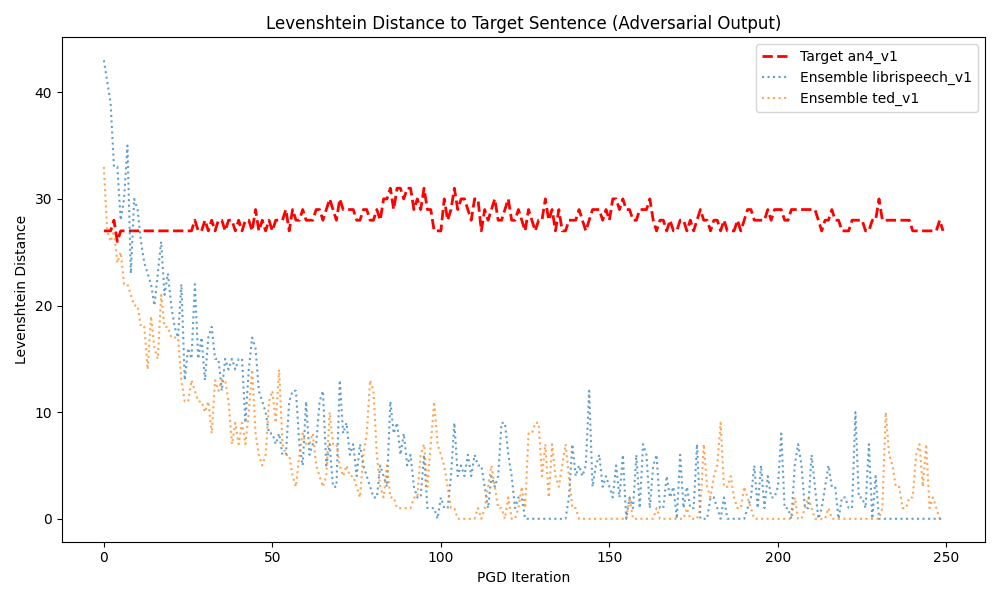 Levenshtein Distance to Target Sentence (Adversarial Output)
Target an4_v1
Ensemble librispeech_v1
Ensemble ted_v1
Levenshtein Distance
40
30
20
10
0
0 50 100 150 200 250
PGD Iteration